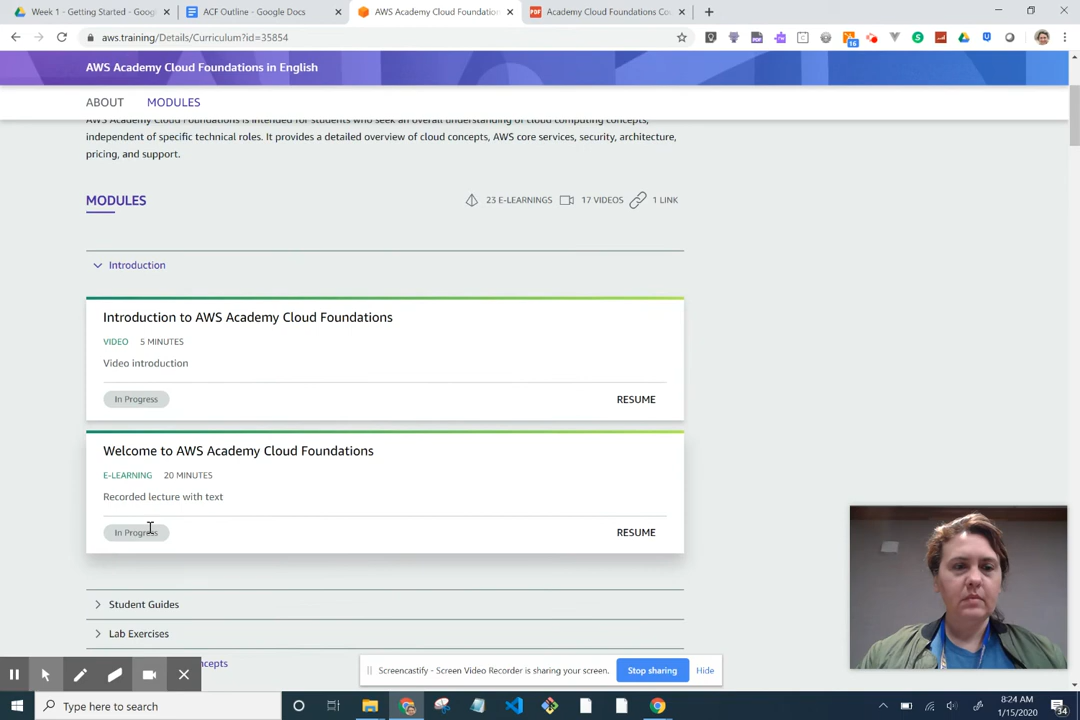 Week 1 - Getting Started - Goog
ACF Outline - Google Docs
AWS Academy Cloud Foundation
Academy Cloud Foundations Co
aws.training/Details/Curriculum?id=35854
16
AWS Academy Cloud Foundations in English
ABOUT MODULES
AWS Academy Cloud Foundations is intended for students who seek an overall understanding of cloud computing concepts,
independent of specific technical roles. It provides a detailed overview of cloud concepts, AWS core services, security, architecture,
pricing, and support.
MODULES
23 E-LEARNINGS 17 VIDEOS 1 LINK
Introduction
Introduction to AWS Academy Cloud Foundations
VIDEO 5 MINUTES
Video introduction
In Progress RESUME
Welcome to AWS Academy Cloud Foundations
E-LEARNING 20 MINUTES
Recorded lecture with text
In Progress RESUME
Student Guides
Lab Exercises
cepts
Screencastify - Screen Video Recorder is sharing your screen. Stop sharing Hide
Type here to search
8:24 AM
1/15/2020
34